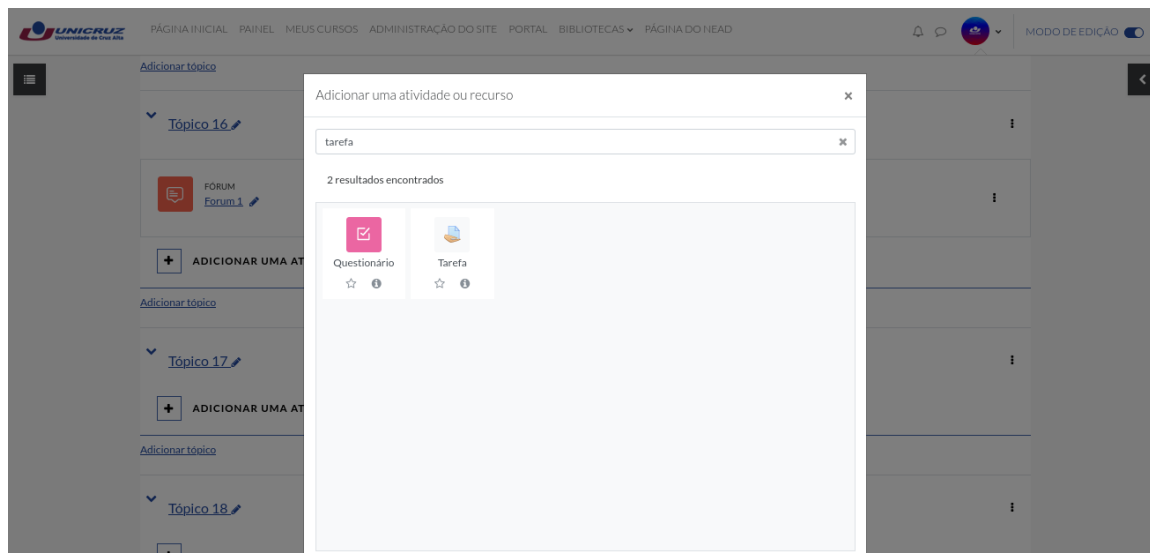 UNICRUZ
Universidade de Cruz Alta
PÁGINA INICIAL PAINEL MEUS CURSOS ADMINISTRAÇÃO DO SITE PORTAL BIBLIOTECAS PÁGINA DO NEAD
MODO DE EDIÇÃO
Adicionar tópico
Adicionar uma atividade ou recurso
Tópico 16
tarefa
2 resultados encontrados
FÓRUM
Forum 1
Questionário
Tarefa
ADICIONAR UMA AT
Adicionar tópico
Tópico 17
ADICIONAR UMA AT
Adicionar tópico
Tópico 18